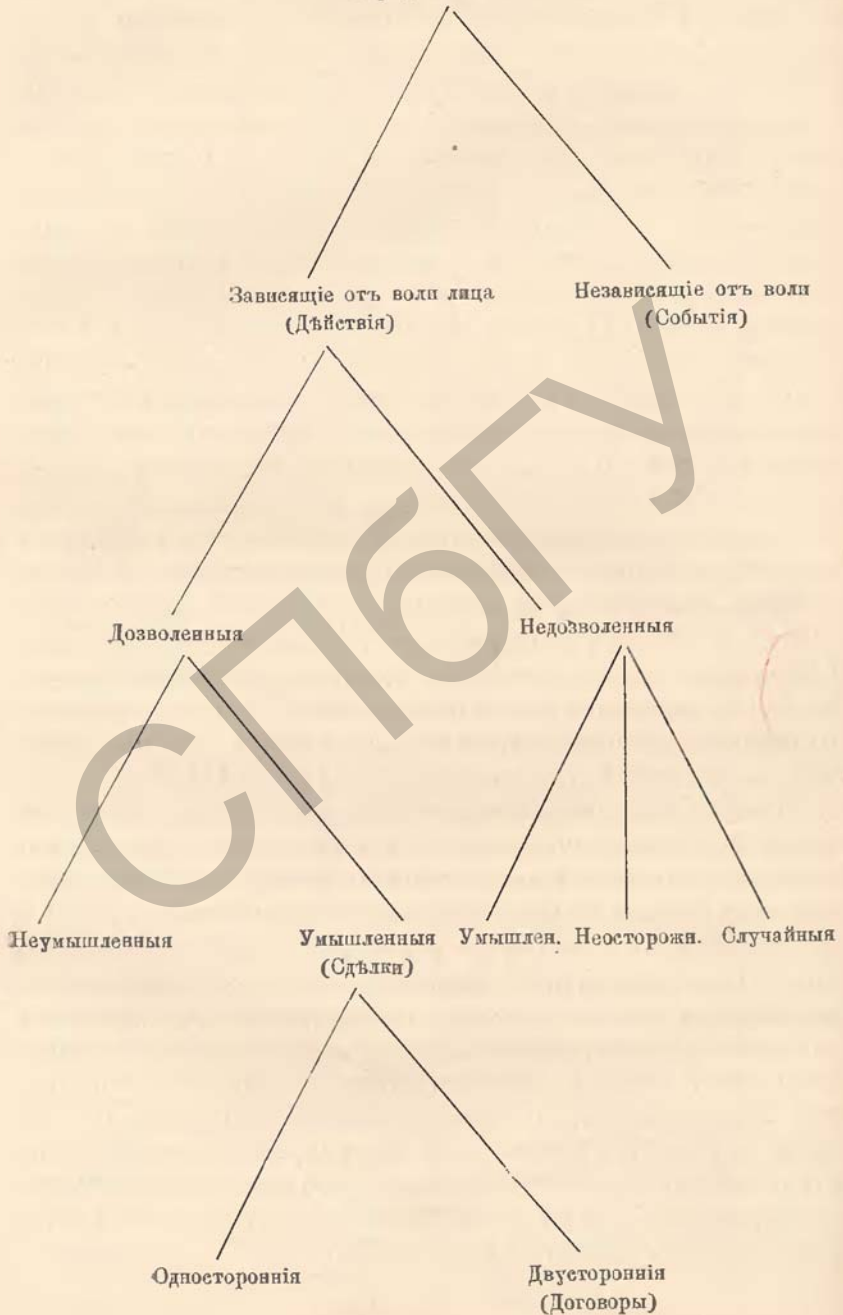 Зависящіе отъ воли лица
(Дѣйствія)
Независящіе отъ воли
(Событія)
Дозволенныя
Недозволенныя
Неумышленныя
Умышленныя
(Сдѣлки)
Умышлен.
Неосторожн.
Случайныя
Одностороннія
Двустороннія
(Договоры)
СПбГУ